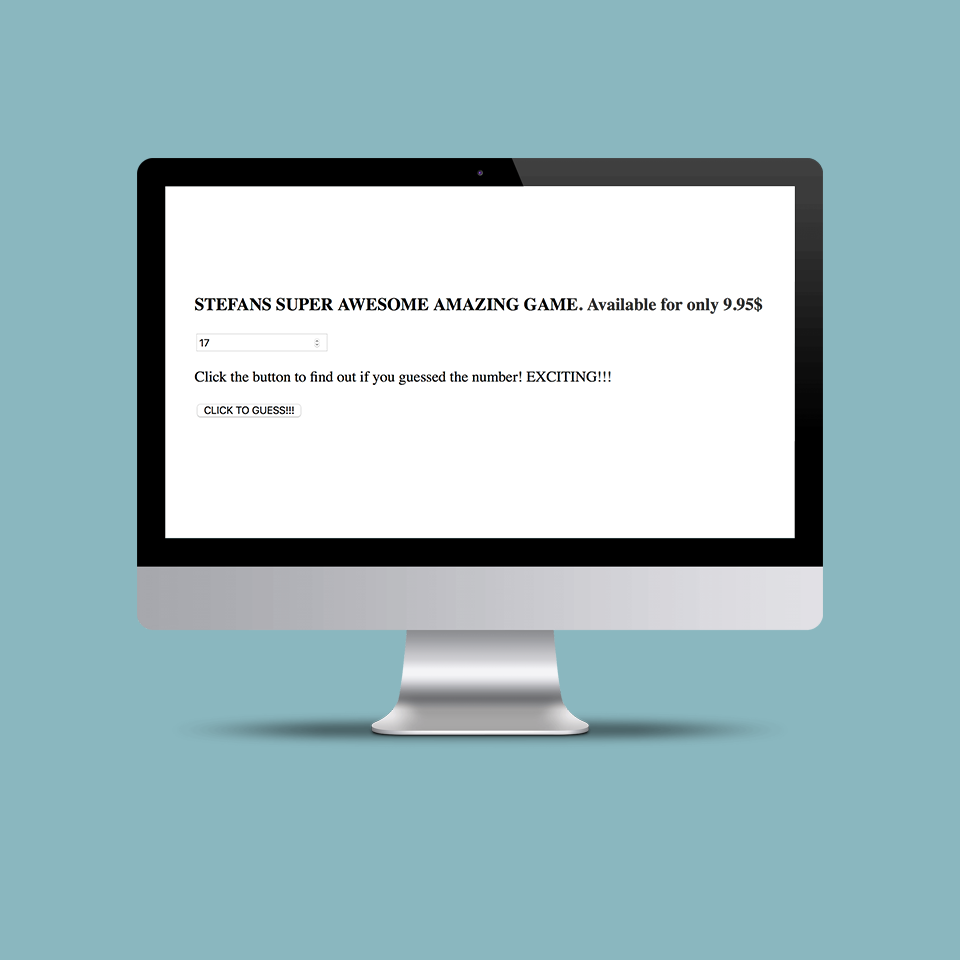 STEFANS SUPER AWESOME AMAZING GAME. Available for only 9.95$
17
Click the button to find out if you guessed the number! EXCITING!!!
CLICK TO GUESS!!!